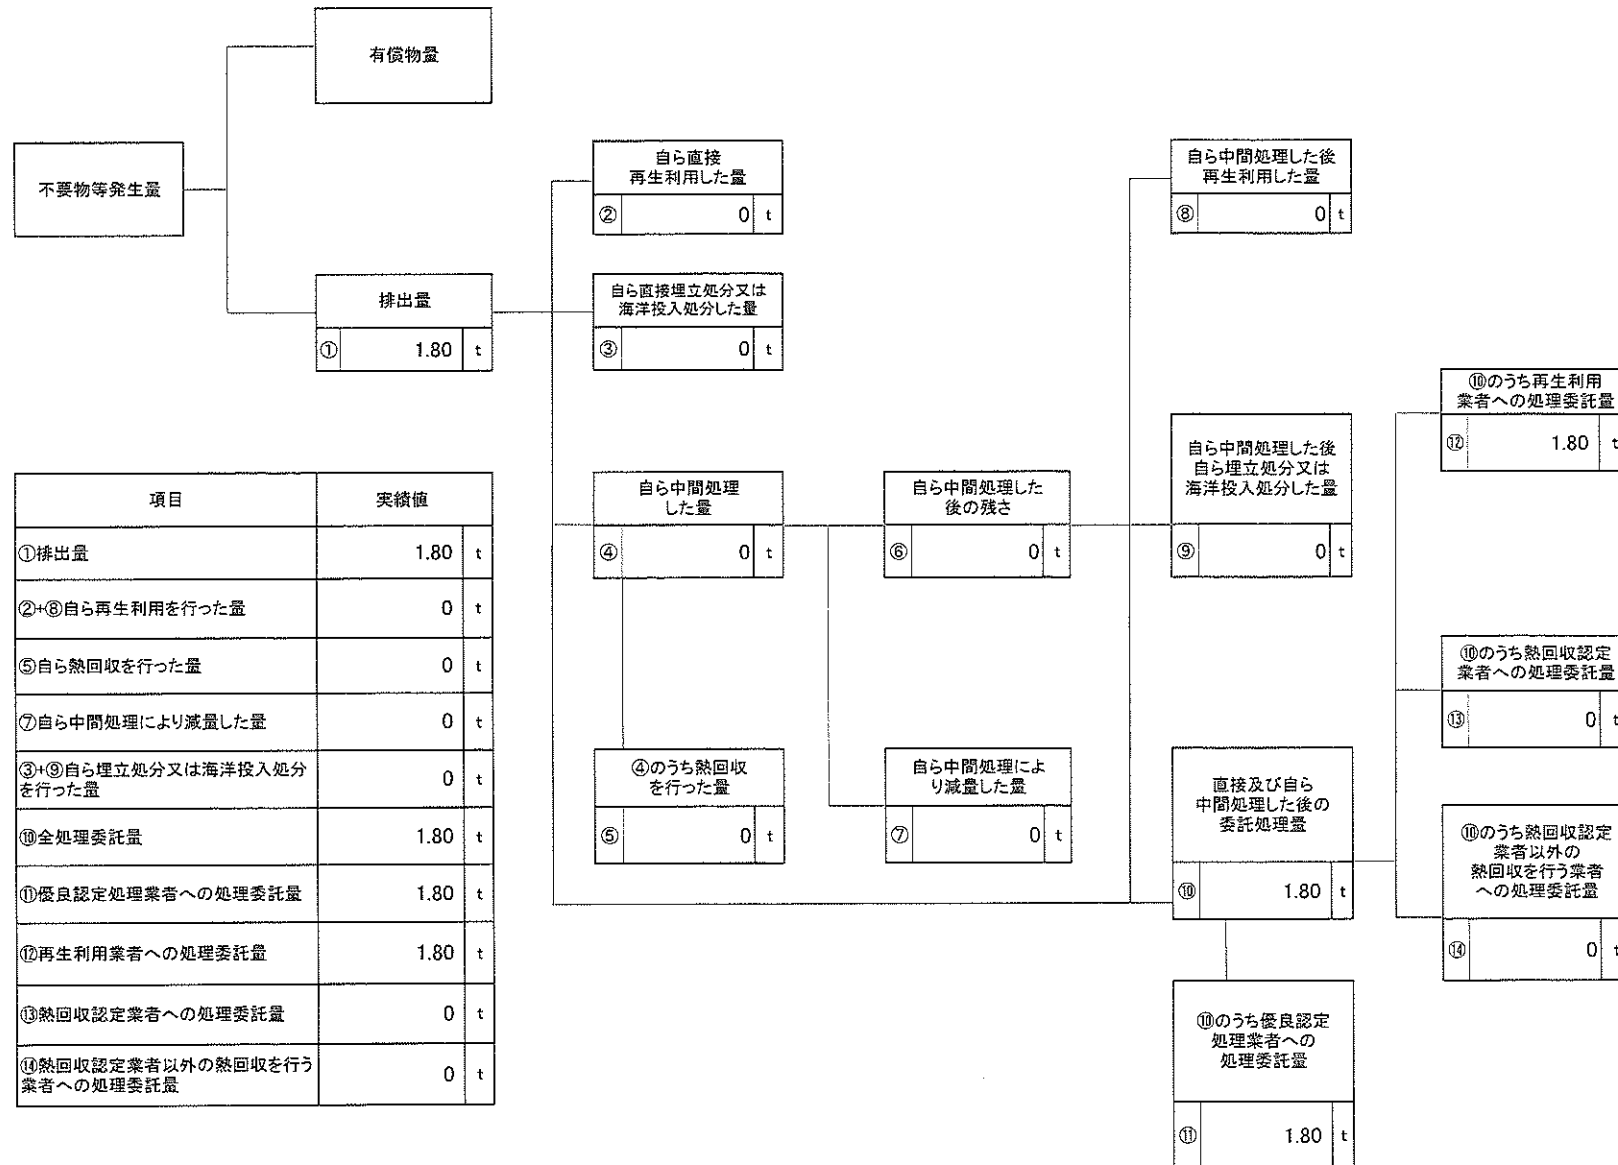 有償物量
不要物等発生量
排出量
① 1.80 t
自ら直接
再生利用した量
② 0 t
自ら直接埋立処分又は
海洋投入処分した量
③ 0 t
自ら中間処理
した量
④ 0 t
④のうち熱回収
を行った量
⑤ 0 t
自ら中間処理した
後の残さ
⑥ 0 t
自ら中間処理によ
り減量した量
⑦ 0 t
自ら中間処理した後
再生利用した量
⑧ 0 t
自ら中間処理した後
自ら埋立処分又は
海洋投入処分した量
⑨ 0 t
直接及び自ら
中間処理した後の
委託処理量
⑩ 1.80 t
⑩のうち優良認定
処理業者への
処理委託量
⑪ 1.80 t
⑩のうち再生利用
業者への処理委託量
⑫ 1.80 t
⑩のうち熱回収認定
業者への処理委託量
⑬ 0 t
⑩のうち熱回収認定
業者以外の
熱回収を行う業者
への処理委託量
⑭ 0 t
項目 実績値
①排出量 1.80 t
②+⑧自ら再生利用を行った量 0 t
⑤自ら熱回収を行った量 0 t
⑦自ら中間処理により減量した量 0 t
③+⑨自ら埋立処分又は海洋投入処分
を行った量 0 t
⑩全処理委託量 1.80 t
⑪優良認定処理業者への処理委託量 1.80 t
⑫再生利用業者への処理委託量 1.80 t
⑬熱回収認定業者への処理委託量 0 t
⑭熱回収認定業者以外の熱回収を行う
業者への処理委託量 0 t